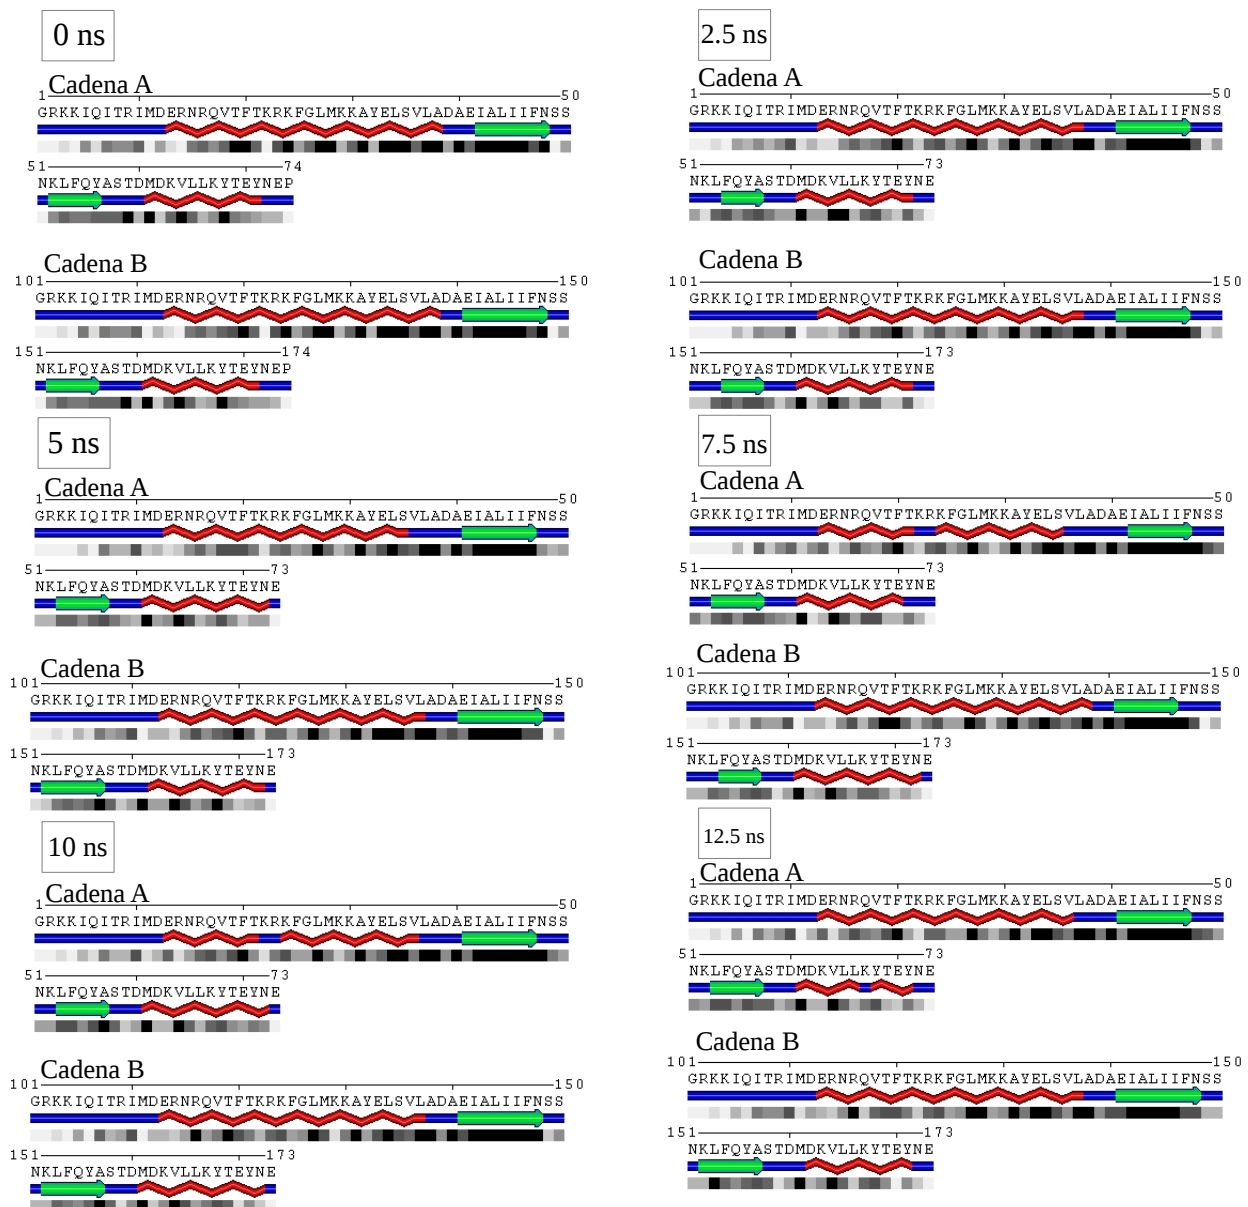 0 ns
Cadena A
1 50
GRKKIQITRIMDERNRQVTFTKRKFGLMKKAYELSVLADAEIALIIFNSS
51 74
NKLFQYASTDMDKVLLKYTEYNEP
Cadena B
101 150
GRKKIQITRIMDERNRQVTFTKRKFGLMKKAYELSVLADAEIALIIFNSS
151 174
NKLFQYASTDMDKVLLKYTEYNEP
2.5 ns
Cadena A
1 50
GRKKIQITRIMDERNRQVTFTKRKFGLMKKAYELSVLADAEIALIIFNSS
51 73
NKLFQYASTDMDKVLLKYTEYNE
Cadena B
101 150
GRKKIQITRIMDERNRQVTFTKRKFGLMKKAYELSVLADAEIALIIFNSS
151 173
NKLFQYASTDMDKVLLKYTEYNE
5 ns
Cadena A
1 50
GRKKIQITRIMDERNRQVTFTKRKFGLMKKAYELSVLADAEIALIIFNSS
51 73
NKLFQYASTDMDKVLLKYTEYNE
Cadena B
101 150
GRKKIQITRIMDERNRQVTFTKRKFGLMKKAYELSVLADAEIALIIFNSS
151 173
NKLFQYASTDMDKVLLKYTEYNE
7.5 ns
Cadena A
1 50
GRKKIQITRIMDERNRQVTFTKRKFGLMKKAYELSVLADAEIALIIFNSS
51 73
NKLFQYASTDMDKVLLKYTEYNE
Cadena B
101 150
GRKKIQITRIMDERNRQVTFTKRKFGLMKKAYELSVLADAEIALIIFNSS
151 173
NKLFQYASTDMDKVLLKYTEYNE
10 ns
Cadena A
1 50
GRKKIQITRIMDERNRQVTFTKRKFGLMKKAYELSVLADAEIALIIFNSS
51 73
NKLFQYASTDMDKVLLKYTEYNE
Cadena B
101 150
GRKKIQITRIMDERNRQVTFTKRKFGLMKKAYELSVLADAEIALIIFNSS
151 173
NKLFQYASTDMDKVLLKYTEYNE
12.5 ns
Cadena A
1 50
GRKKIQITRIMDERNRQVTFTKRKFGLMKKAYELSVLADAEIALIIFNSS
51 73
NKLFQYASTDMDKVLLKYTEYNE
Cadena B
101 150
GRKKIQITRIMDERNRQVTFTKRKFGLMKKAYELSVLADAEIALIIFNSS
151 173
NKLFQYASTDMDKVLLKYTEYNE